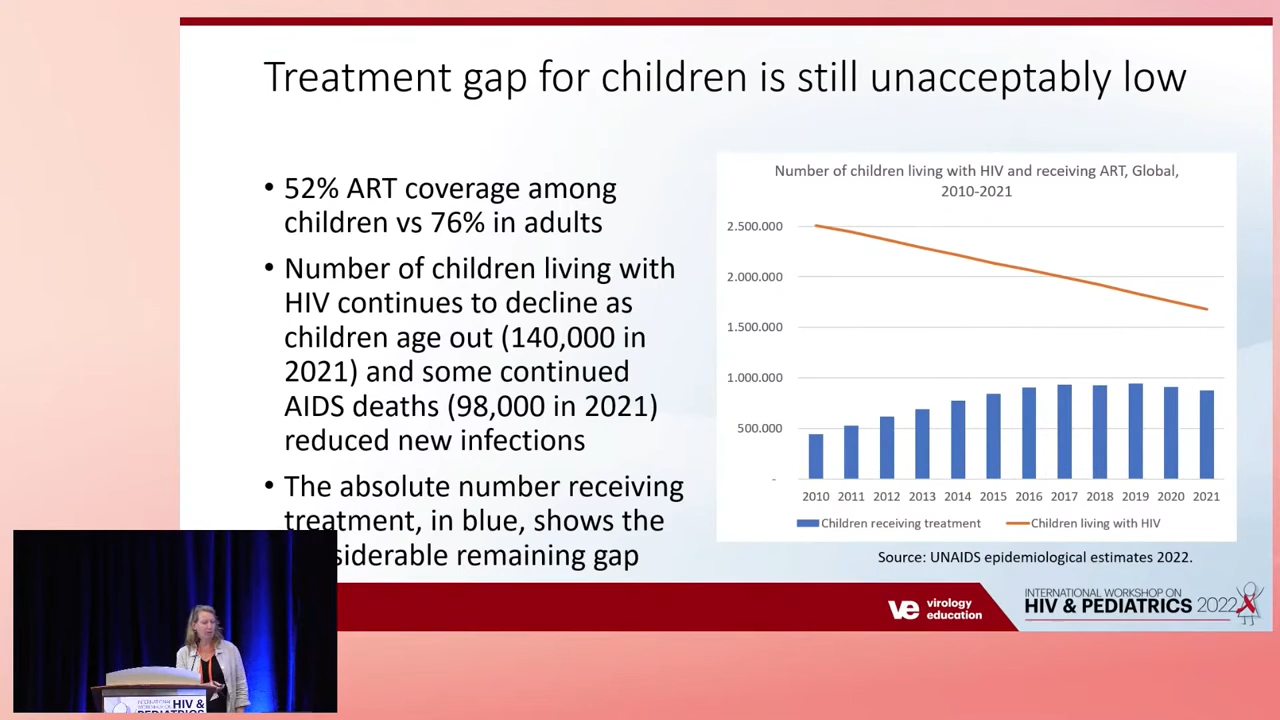 Treatment gap for children is still unacceptably low
• 52% ART coverage among
children vs 76% in adults
• Number of children living with
HIV continues to decline as
children age out (140,000 in
2021) and some continued
AIDS deaths (98,000 in 2021)
reduced new infections
• The absolute number receiving
treatment, in blue, shows the
remaining gap
Number of children living with HIV and receiving ART, Global,
2010-2021
2.500.000
2.000.000
1.500.000
1.000.000
500.000
-
2010 2011 2012 2013 2014 2015 2016 2017 2018 2019 2020 2021
Children receiving treatment Children living with HIV
Source: UNAIDS epidemiological estimates 2022.
ve virology
education
INTERNATIONAL WORKSHOP ON
HIV & PEDIATRICS 2022
HIV &
PEDIATRICS